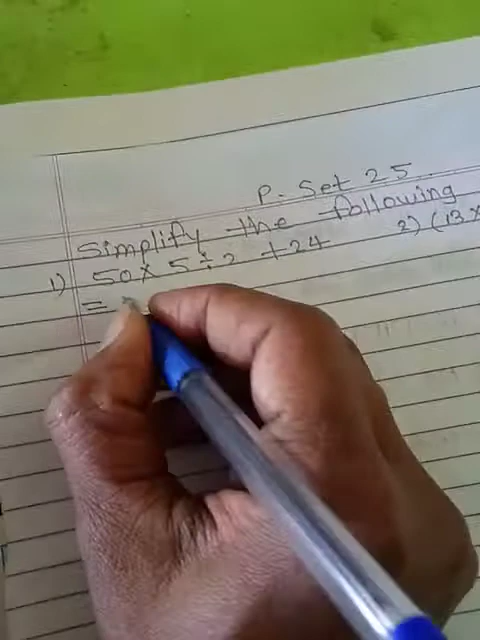 P. Set 25.
Simplify the following
1) 50 × 5 ÷ 2 + 24 2) (13 ×
=